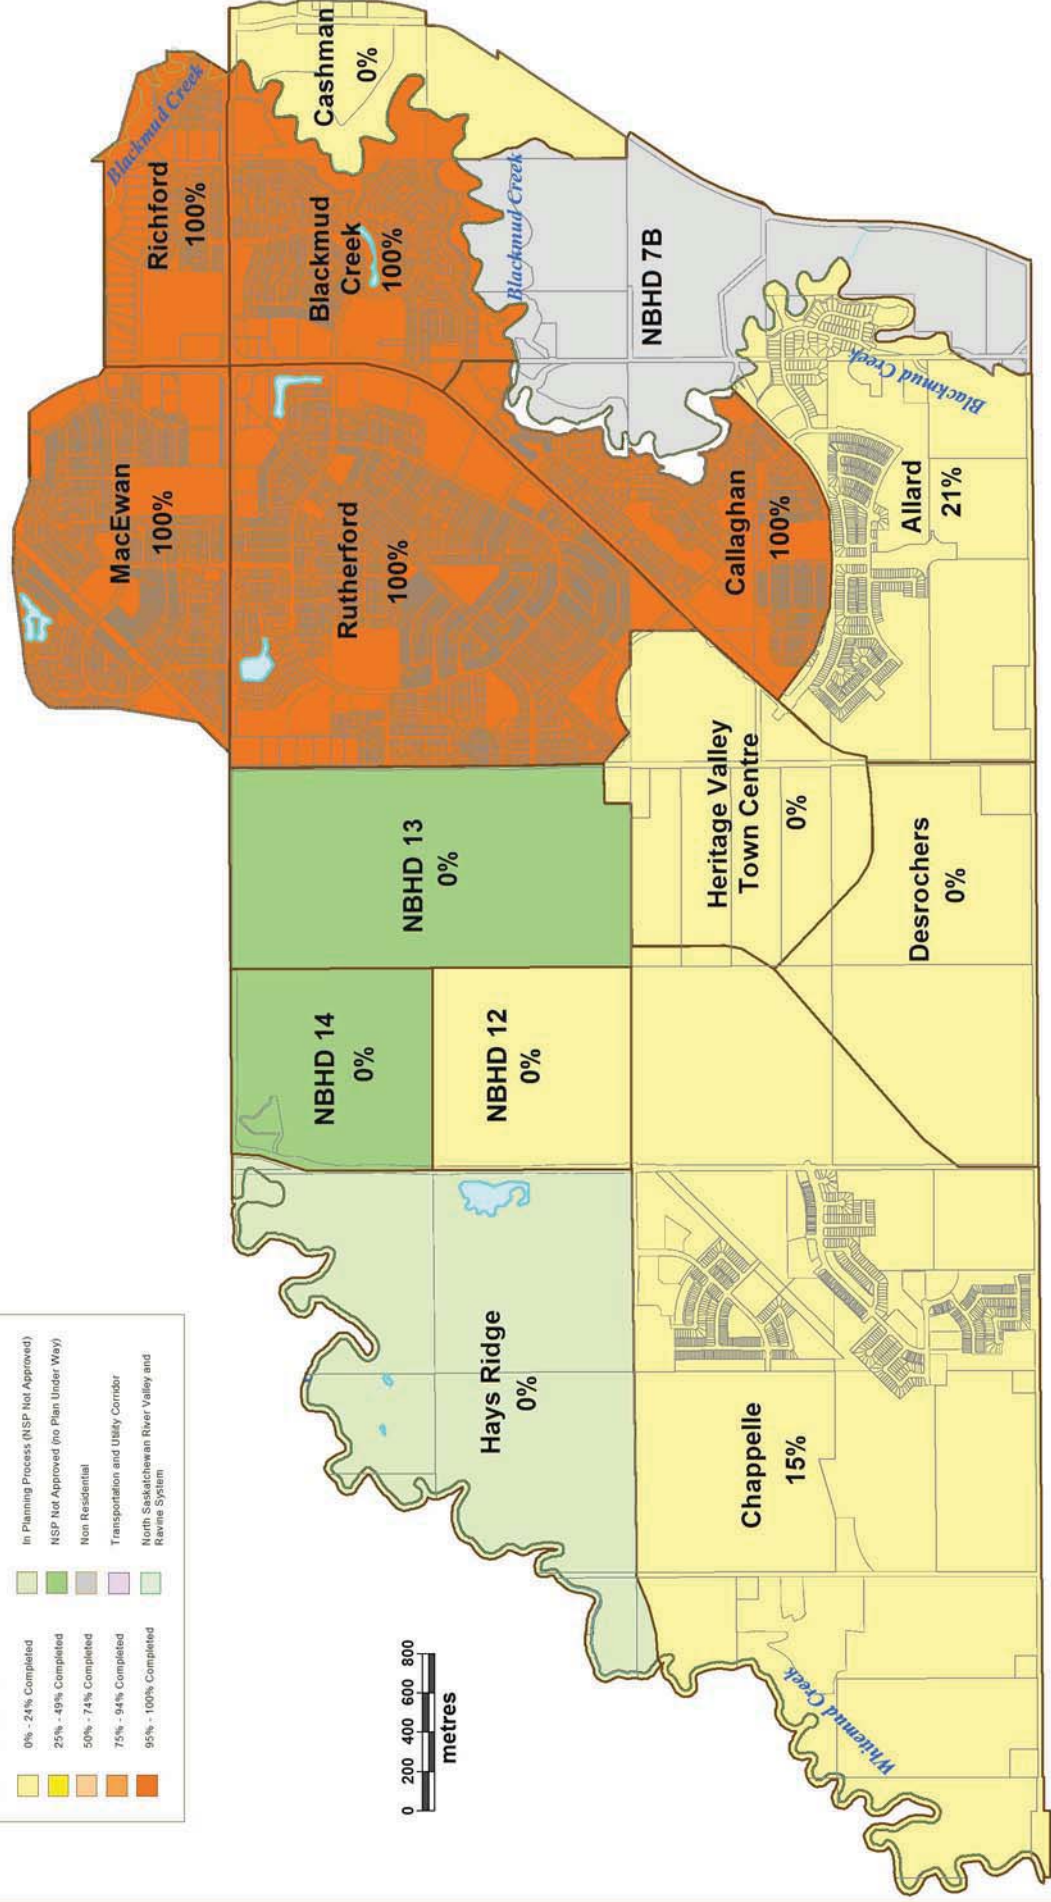 0% - 24% Completed
25% - 49% Completed
50% - 74% Completed
75% - 94% Completed
95% - 100% Completed
In Planning Process (NSP Not Approved)
NSP Not Approved (no Plan Under Way)
Non Residential
Transportation and Utility Corridor
North Saskatchewan River Valley and
Ravine System
0 200 400 600 800
metres
MacEwan
100%
Richford
100%
Blackmud Creek
Cashman
0%
Blackmud
Creek
100%
Rutherford
100%
NBHD 13
0%
NBHD 14
0%
NBHD 12
0%
Hays Ridge
0%
Blackmud Creek
NBHD 7B
Callaghan
100%
Heritage Valley
Town Centre
0%
Allard
21%
Blackmud Creek
Desrochers
0%
Chappelle
15%
Whitemud Creek